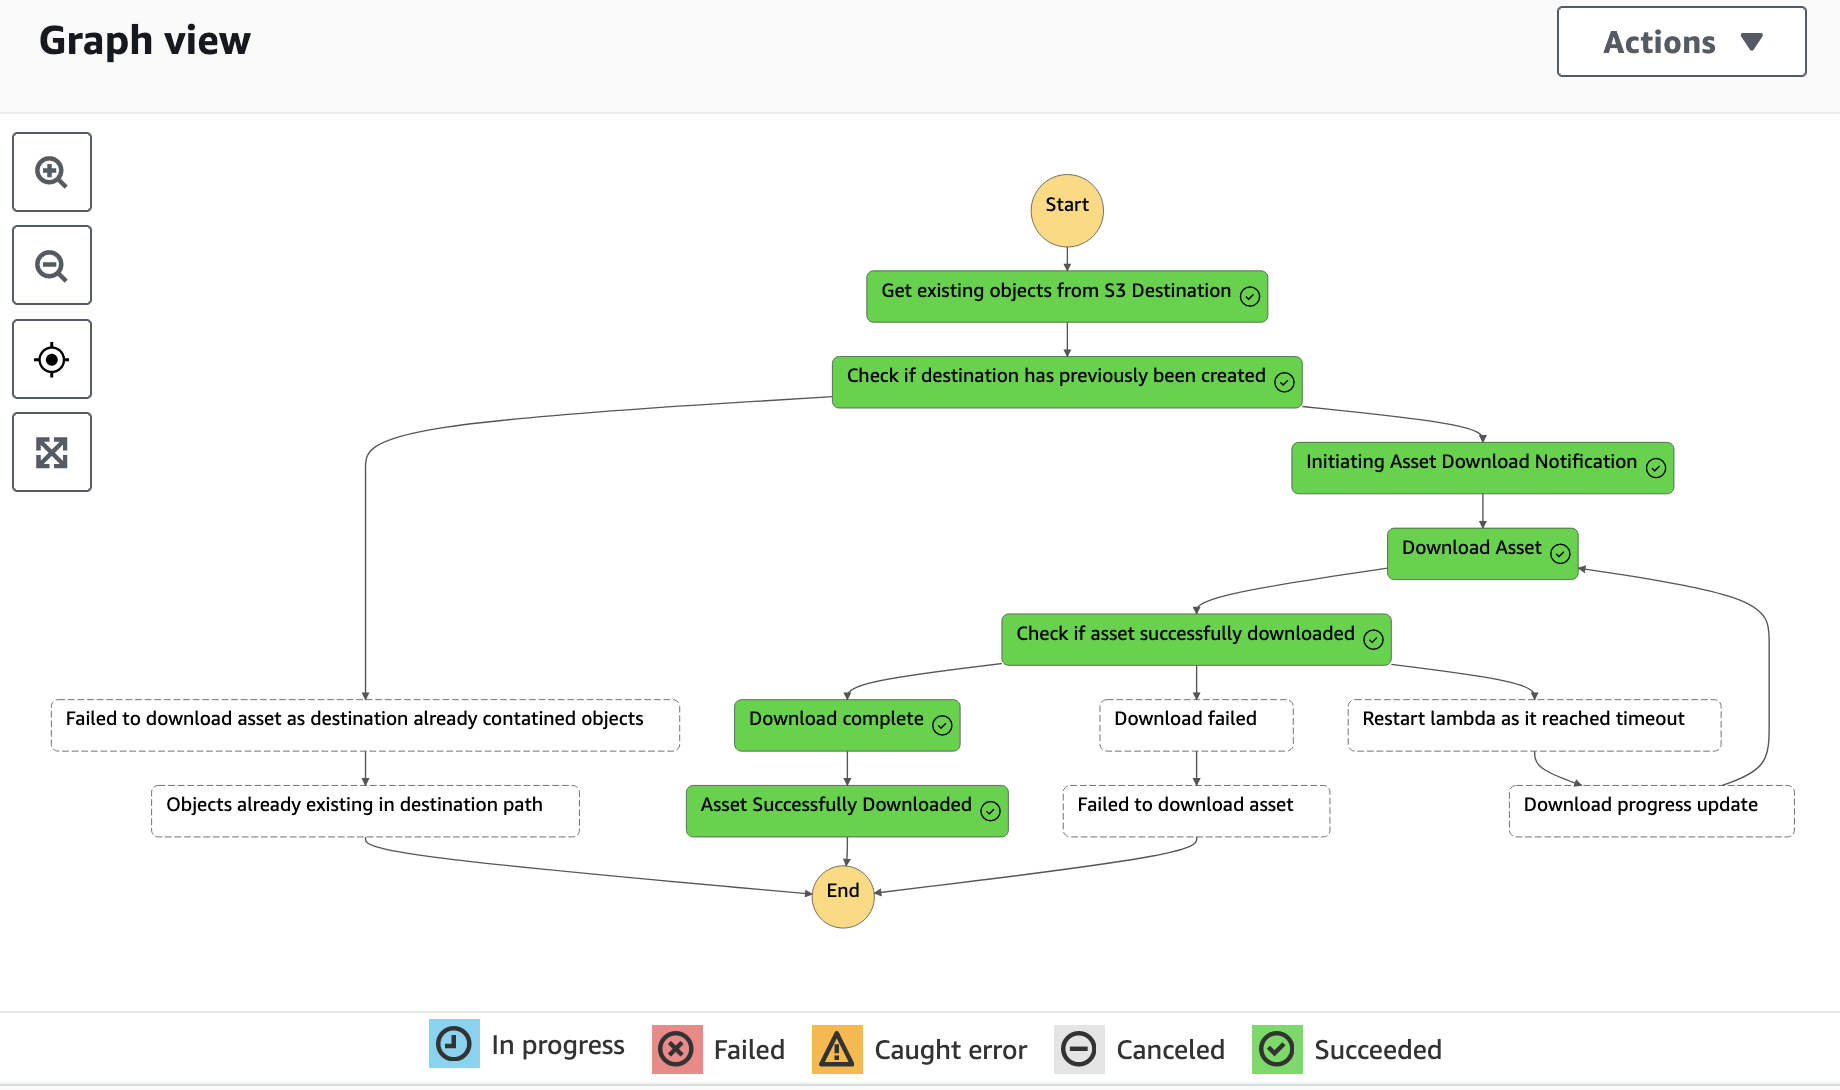 Graph view
Actions
Start
Get existing objects from S3 Destination
Check if destination has previously been created
Initiating Asset Download Notification
Download Asset
Check if asset successfully downloaded
Failed to download asset as destination already contatined objects
Download complete
Download failed
Restart lambda as it reached timeout
Objects already existing in destination path
Asset Successfully Downloaded
Failed to download asset
Download progress update
End
In progress
Failed
Caught error
Canceled
Succeeded